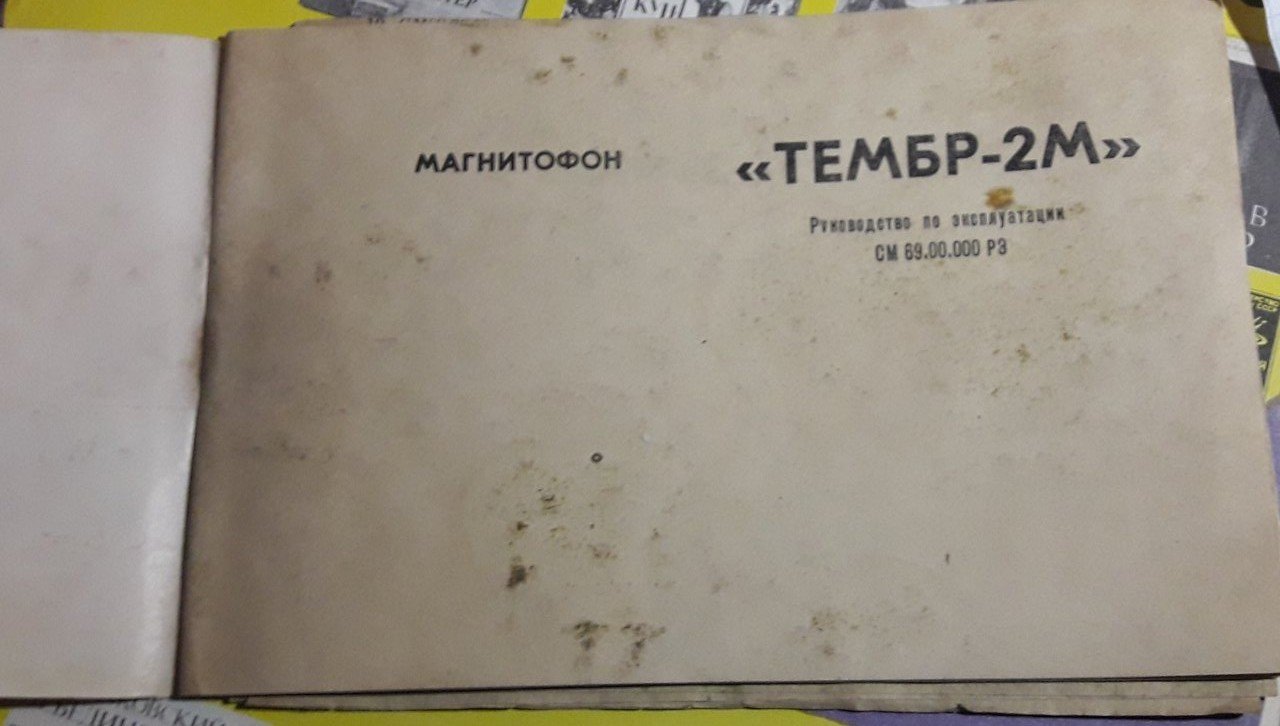 МАГНИТОФОН
«ТЕМБР-2М»
Руководство по эксплуатации
СМ 69.00.000 РЭ